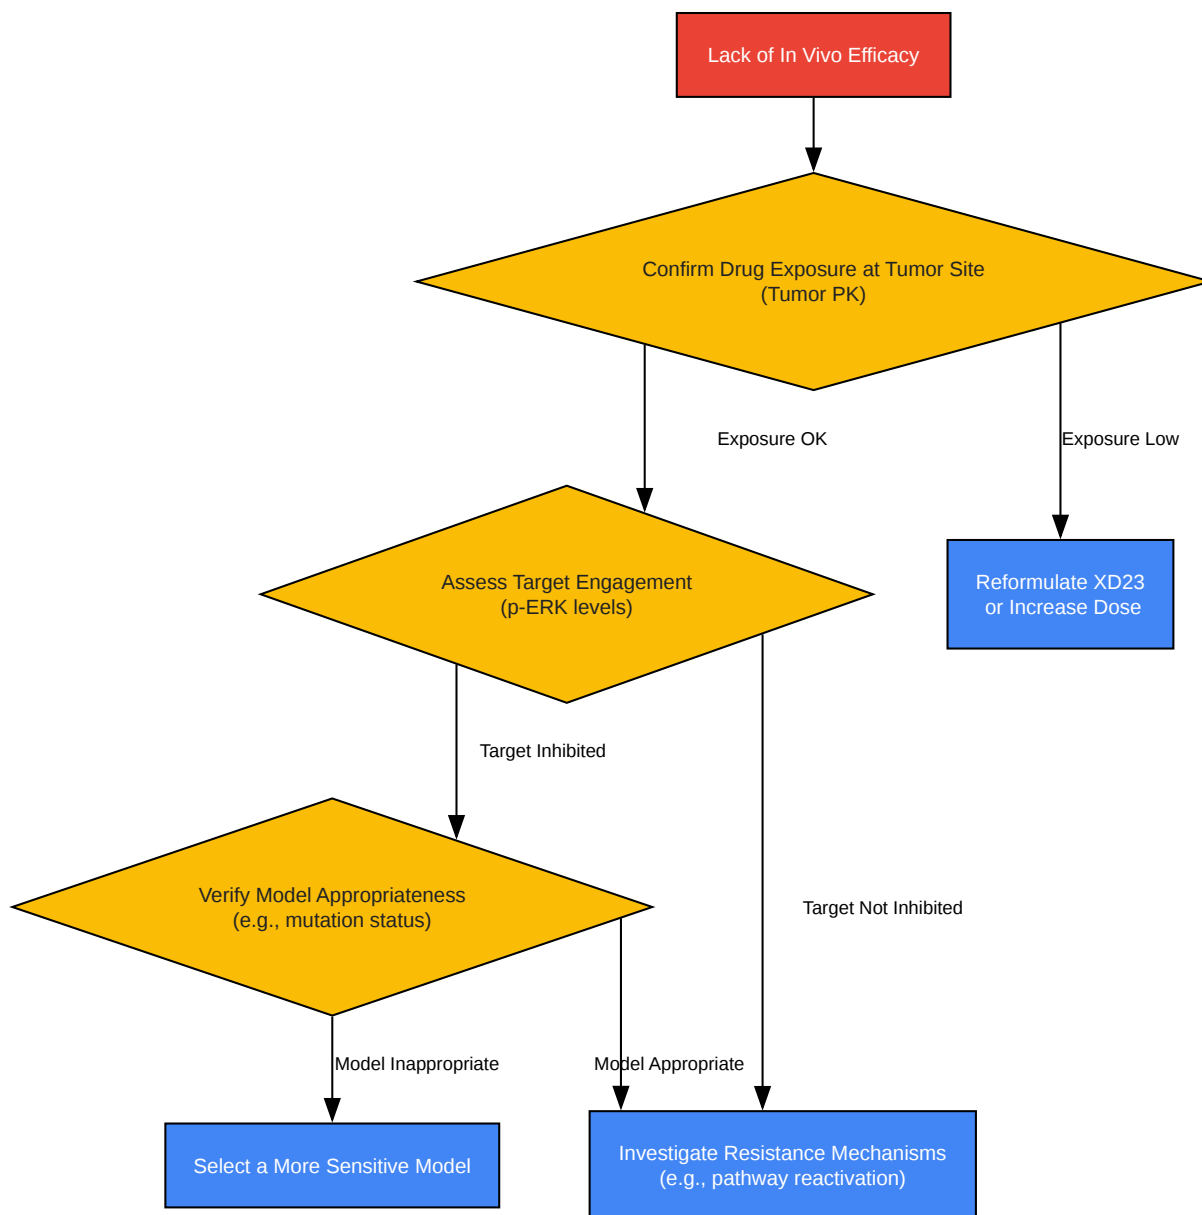 Lack of In Vivo Efficacy
Confirm Drug Exposure at Tumor Site
(Tumor PK)
Exposure OK
Exposure Low
Assess Target Engagement
(p-ERK levels)
Reformulate XD23
or Increase Dose
Target Inhibited
Verify Model Appropriateness
(e.g., mutation status)
Target Not Inhibited
Model Inappropriate
Model Appropriate
Select a More Sensitive Model
Investigate Resistance Mechanisms
(e.g., pathway reactivation)